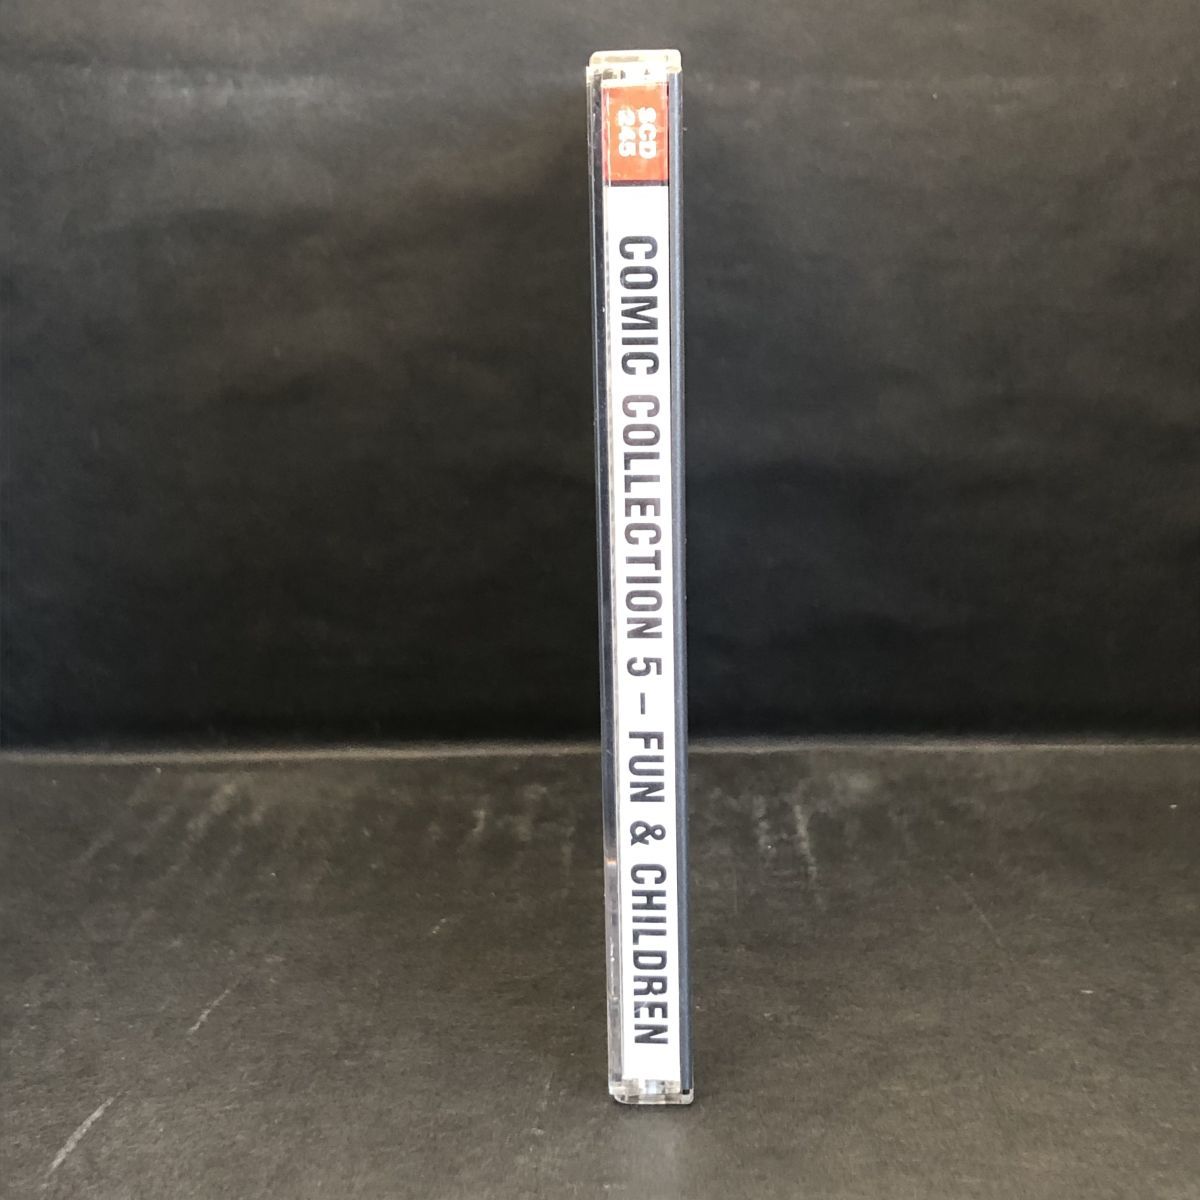 SCD
245
COMIC COLLECTION 5 – FUN & CHILDREN